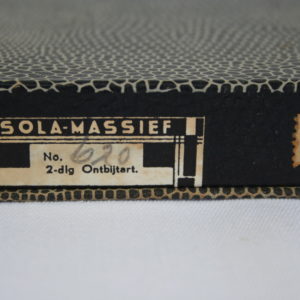 SOLA-MASSIEF
No. 620
2-dlg Ontbijtart.